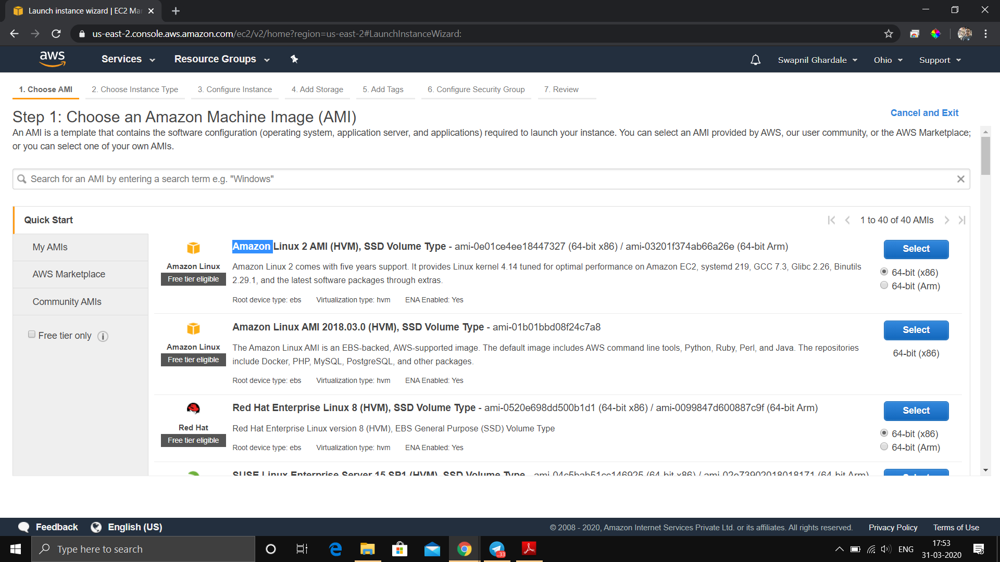 Launch instance wizard | EC2 Ma
us-east-2.console.aws.amazon.com/ec2/v2/home?region=us-east-2#LaunchInstanceWizard:
aws
Services
Resource Groups
Swapnil Ghardale
Ohio
Support
1. Choose AMI
2. Choose Instance Type
3. Configure Instance
4. Add Storage
5. Add Tags
6. Configure Security Group
7. Review
Step 1: Choose an Amazon Machine Image (AMI)
Cancel and Exit
An AMI is a template that contains the software configuration (operating system, application server, and applications) required to launch your instance. You can select an AMI provided by AWS, our user community, or the AWS Marketplace;
or you can select one of your own AMIs.
Search for an AMI by entering a search term e.g. "Windows"
Quick Start
1 to 40 of 40 AMIs
My AMIs
AWS Marketplace
Community AMIs
Free tier only
Amazon Linux
Free tier eligible
Amazon Linux 2 AMI (HVM), SSD Volume Type - ami-0e01ce4ee18447327 (64-bit x86) / ami-03201f374ab66a26e (64-bit Arm)
Amazon Linux 2 comes with five years support. It provides Linux kernel 4.14 tuned for optimal performance on Amazon EC2, systemd 219, GCC 7.3, Glibc 2.26, Binutils
2.29.1, and the latest software packages through extras.
Root device type: ebs Virtualization type: hvm ENA Enabled: Yes
Select
64-bit (x86)
64-bit (Arm)
Amazon Linux
Free tier eligible
Amazon Linux AMI 2018.03.0 (HVM), SSD Volume Type - ami-01b01bbd08f24c7a8
The Amazon Linux AMI is an EBS-backed, AWS-supported image. The default image includes AWS command line tools, Python, Ruby, Perl, and Java. The repositories
include Docker, PHP, MySQL, PostgreSQL, and other packages.
Root device type: ebs Virtualization type: hvm ENA Enabled: Yes
Select
64-bit (x86)
Red Hat
Free tier eligible
Red Hat Enterprise Linux 8 (HVM), SSD Volume Type - ami-0520e698dd500b1d1 (64-bit x86) / ami-0099847d600887c9f (64-bit Arm)
Red Hat Enterprise Linux version 8 (HVM), EBS General Purpose (SSD) Volume Type
Root device type: ebs Virtualization type: hvm ENA Enabled: Yes
Select
64-bit (x86)
64-bit (Arm)
SUSE Linux Enterprise Server 15 SP1 (HVM), SSD Volume Type - (64-bit x86) / (64-bit Arm)
Select
Feedback
English (US)
© 2008 - 2020, Amazon Internet Services Private Ltd. or its affiliates. All rights reserved.
Privacy Policy
Terms of Use
Type here to search
33
ENG
17:53
31-03-2020